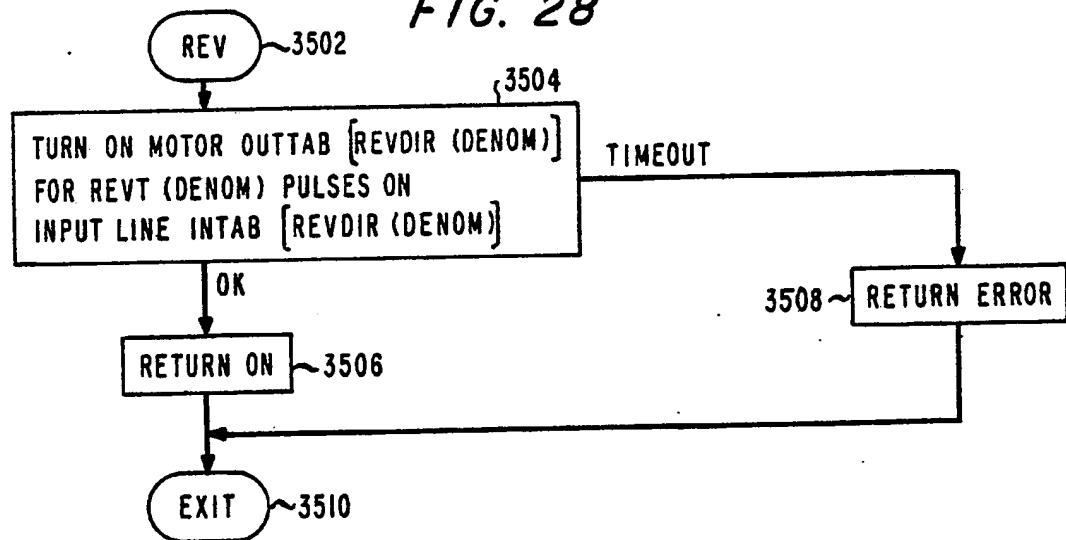 FIG. 28
REV
3502
3504
TURN ON MOTOR OUTTAB [REVDIR (DENOM)]
FOR REVT (DENOM) PULSES ON
INPUT LINE INTAB [REVDIR (DENOM)]
TIMEOUT
OK
3508
RETURN ERROR
RETURN ON
3506
EXIT
3510